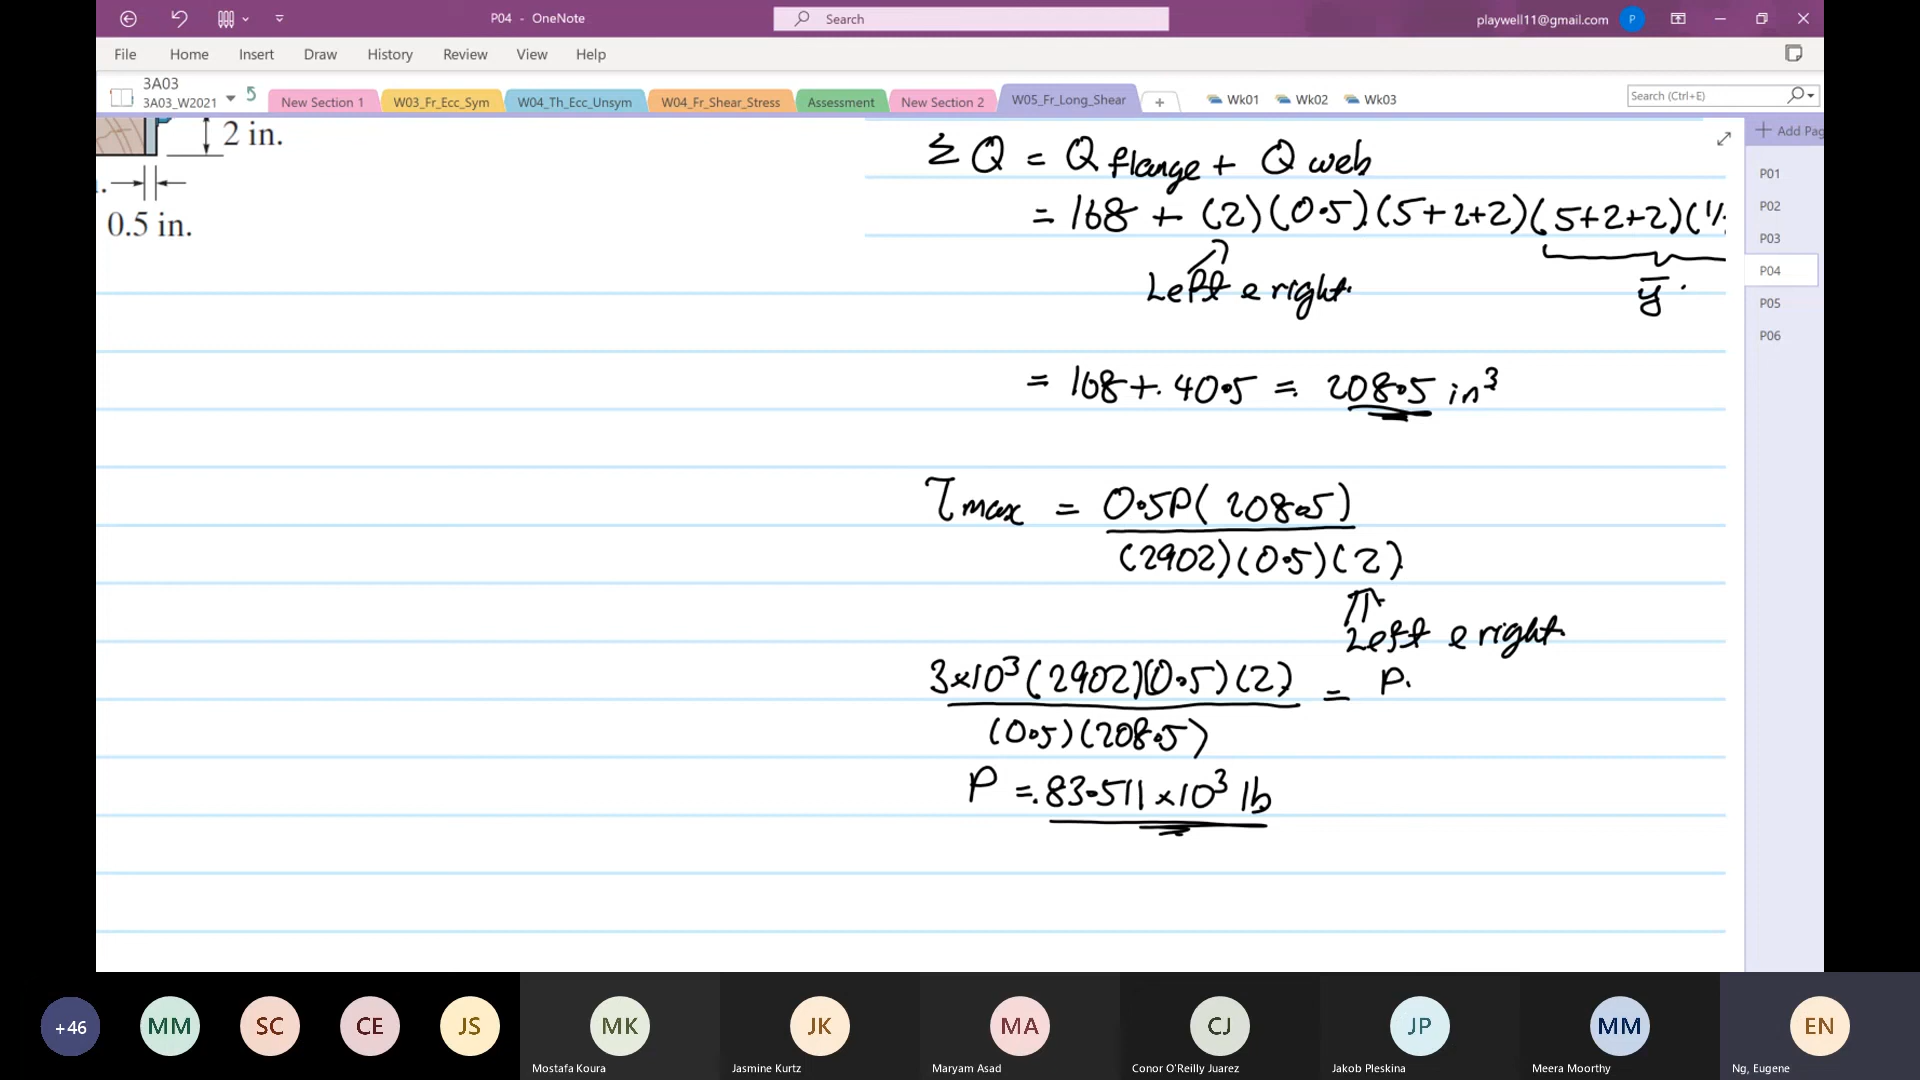 P04 - OneNote
Search
playwell11@gmail.com
P
File Home Insert Draw History Review View Help
3A03
3A03_W2021
New Section 1
W03_Fr_Ecc_Sym
W04_Th_Ecc_Unsym
W04_Fr_Shear_Stress
Assessment
New Section 2
W05_Fr_Long_Shear
+
Wk01 Wk02 Wk03
Search (Ctrl+E)
+ Add Pag
P01
P02
P03
P04
P05
P06
2 in.
0.5 in.
Σ Q = Q flange + Q web
= 168 + (2)(0.5)(5+2+2)(5+2+2)(1/
Left & right.
ȳ.
= 168 + 40.5 = 208.5 in³
τ max = 0.5P(208.5)
(2902)(0.5)(2)
Left & right.
3×10³(2902)(0.5)(2) = P.
(0.5)(208.5)
P = 83.511×10³ lb
+46 MM SC CE JS MK JK MA CJ JP MM EN
Mostafa Koura Jasmine Kurtz Maryam Asad Conor O'Reilly Juarez Jakob Pleskina Meera Moorthy Ng, Eugene